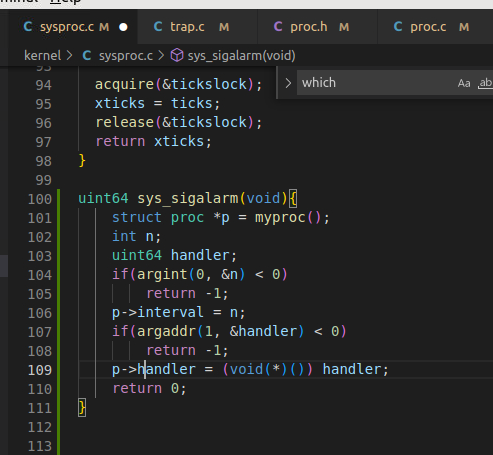 Help
sysproc.c M
trap.c M
proc.h M
proc.c M
kernel > C sysproc.c > sys_sigalarm(void)
which
Aa ab
93
94 acquire(&tickslock);
95 xticks = ticks;
96 release(&tickslock);
97 return xticks;
98 }
99
100 uint64 sys_sigalarm(void){
101 struct proc *p = myproc();
102 int n;
103 uint64 handler;
104 if(argint(0, &n) < 0)
105 return -1;
106 p->interval = n;
107 if(argaddr(1, &handler) < 0)
108 return -1;
109 p->handler = (void(*)()) handler;
110 return 0;
111 }
112
113